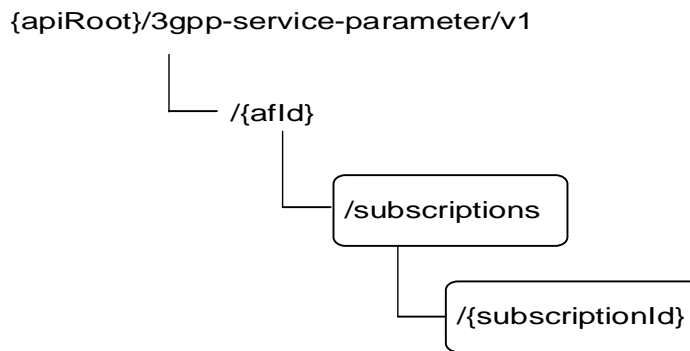 {apiRoot}/3gpp-service-parameter/v1
/{afId}
/subscriptions
/{subscriptionId}